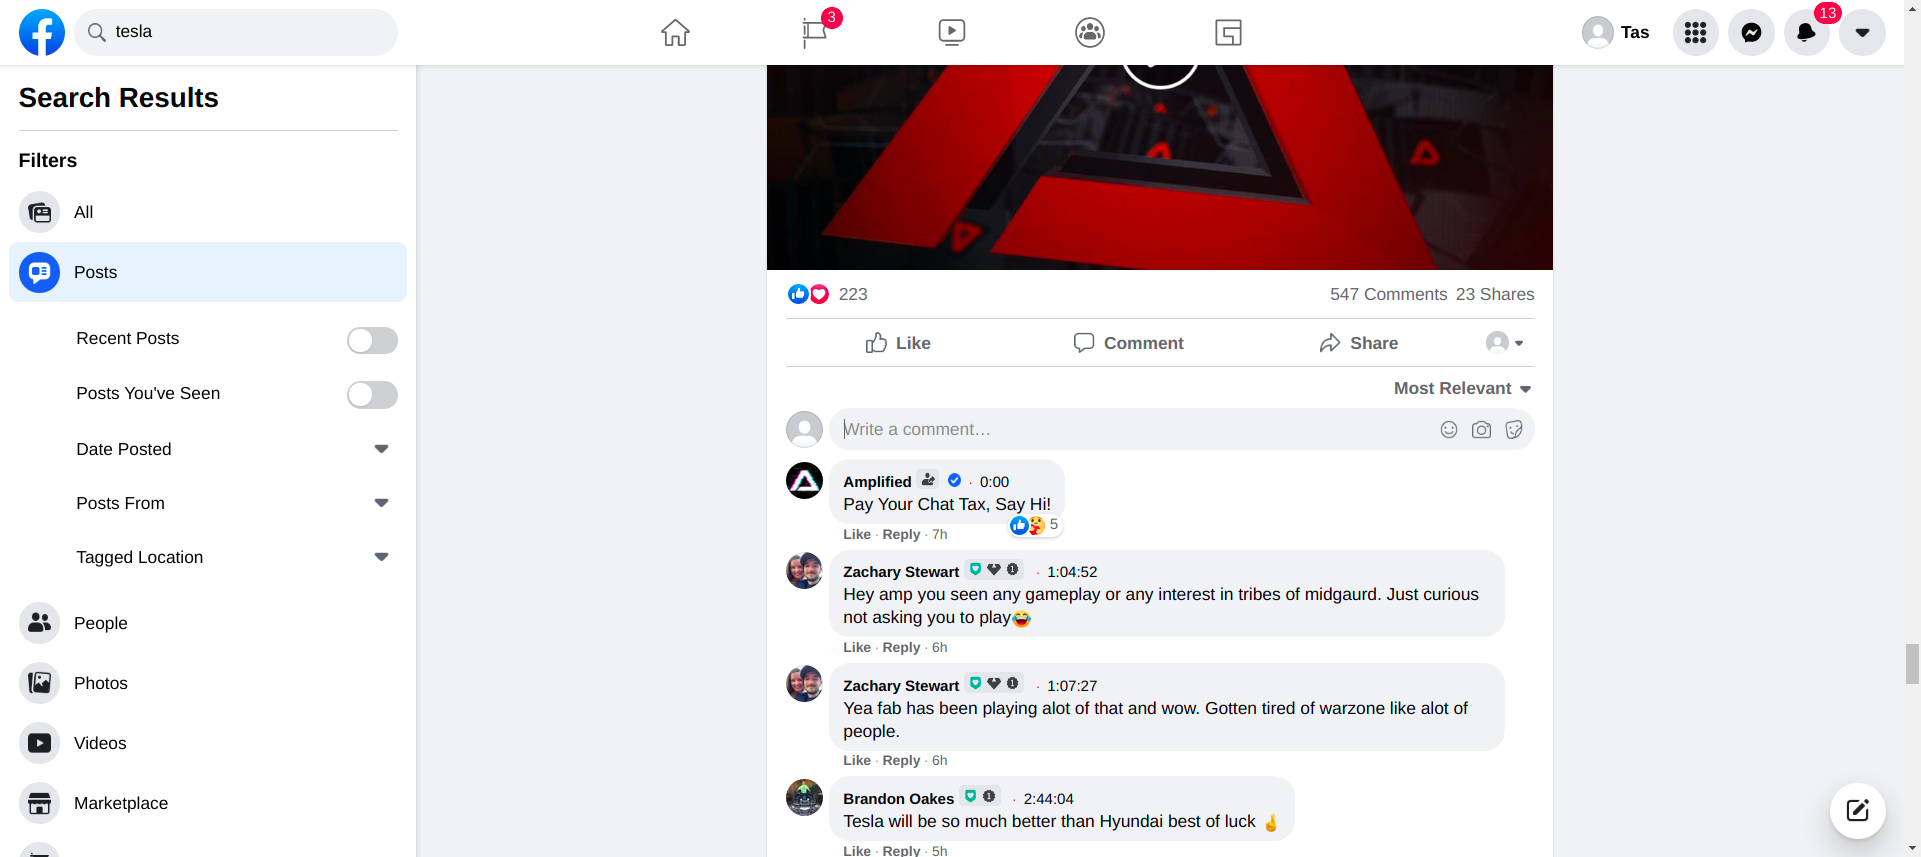 tesla
3
Tas
13
Search Results
Filters
All
Posts
Recent Posts
Posts You've Seen
Date Posted
Posts From
Tagged Location
People
Photos
Videos
Marketplace
223
547 Comments 23 Shares
Like
Comment
Share
Most Relevant
Write a comment…
Amplified · 0:00
Pay Your Chat Tax, Say Hi!
5
Like · Reply · 7h
Zachary Stewart · 1:04:52
Hey amp you seen any gameplay or any interest in tribes of midgaurd. Just curious
not asking you to play😂
Like · Reply · 6h
Zachary Stewart · 1:07:27
Yea fab has been playing alot of that and wow. Gotten tired of warzone like alot of
people.
Like · Reply · 6h
Brandon Oakes · 2:44:04
Tesla will be so much better than Hyundai best of luck 🤞
Like · Reply · 5h